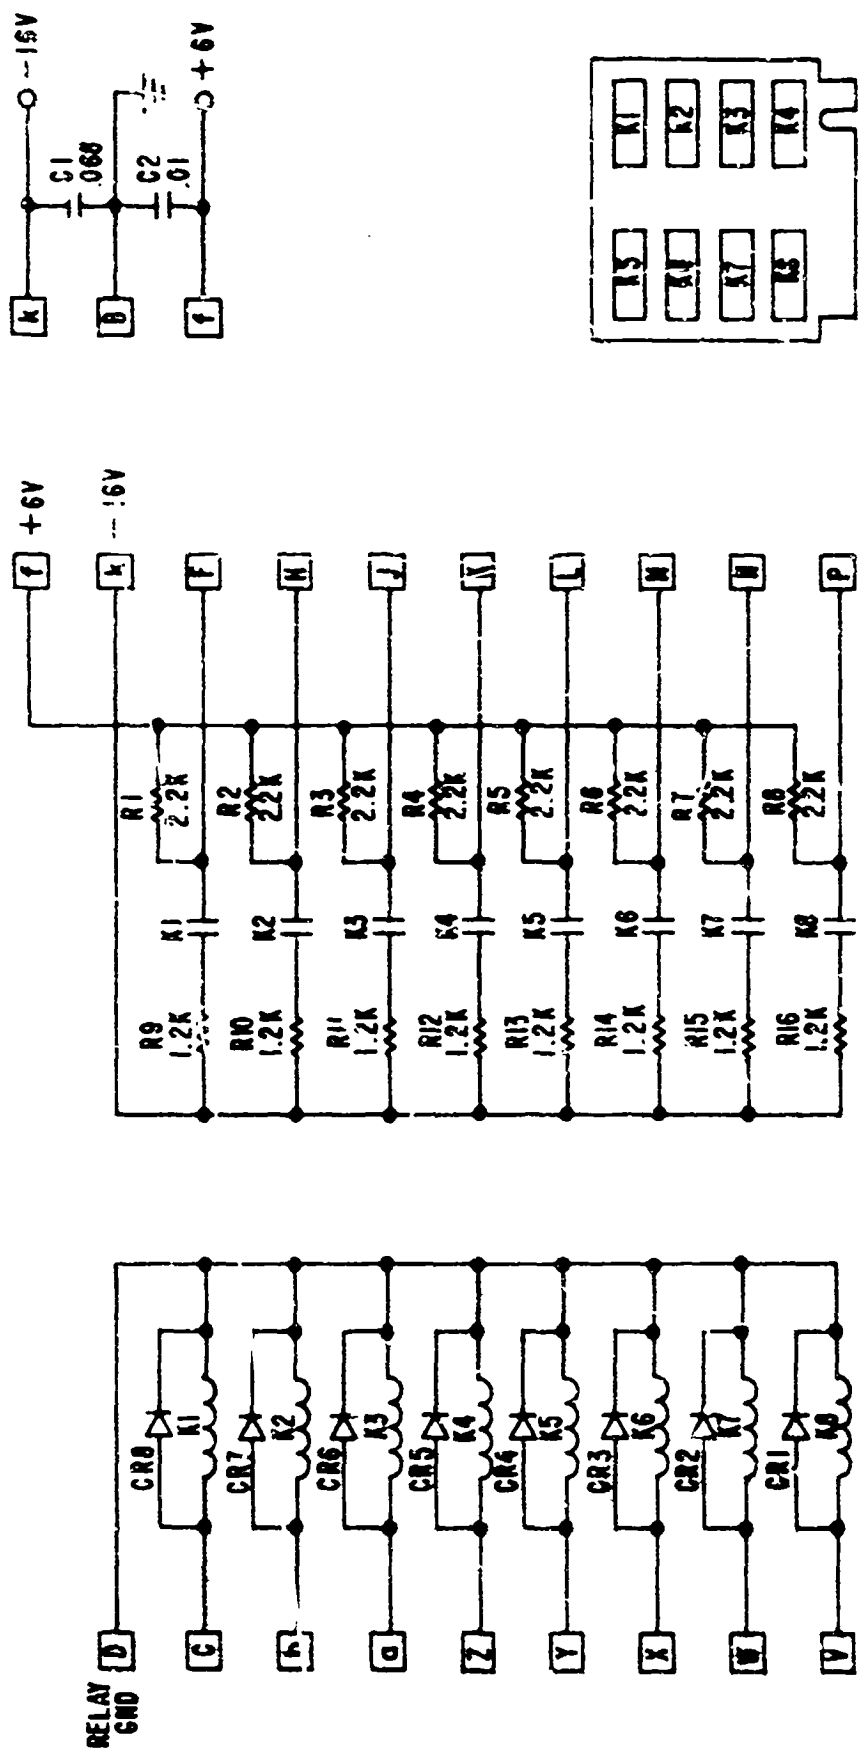 −16V
C1
.068
C2
.01
+6V
k
B
f
K1
K2
K3
K4
K5
K7
K8
+6V
−16V
f
k
F
H
J
K
L
M
N
P
R1
2.2K
R2
2.2K
R3
2.2K
R4
2.2K
R5
2.2K
R6
2.2K
R7
2.2K
R8
2.2K
K1
K2
K3
K4
K5
K6
K7
K8
R9
1.2K
R10
1.2K
R11
1.2K
R12
1.2K
R13
1.2K
R14
1.2K
R15
1.2K
R16
1.2K
CR8
K1
CR7
K2
CR6
K3
CR5
K4
CR4
K5
CR3
K6
CR2
K7
CR1
K8
RELAY
GND
D
C
a
Z
Y
X
W
V